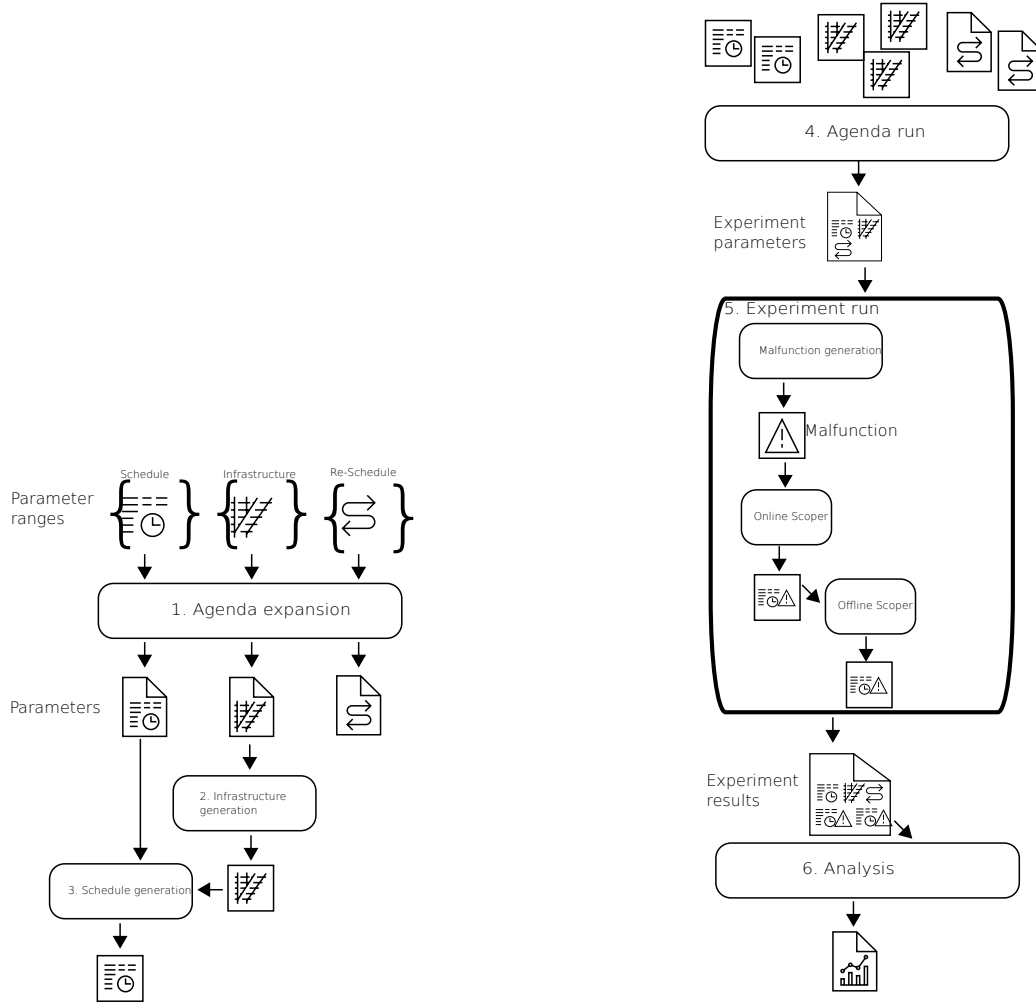 Schedule
Infrastructure
Re-Schedule
Parameter
ranges
1. Agenda expansion
Parameters
2. Infrastructure
generation
3. Schedule generation
4. Agenda run
Experiment
parameters
5. Experiment run
Malfunction generation
Malfunction
Online Scoper
Offline Scoper
Experiment
results
6. Analysis